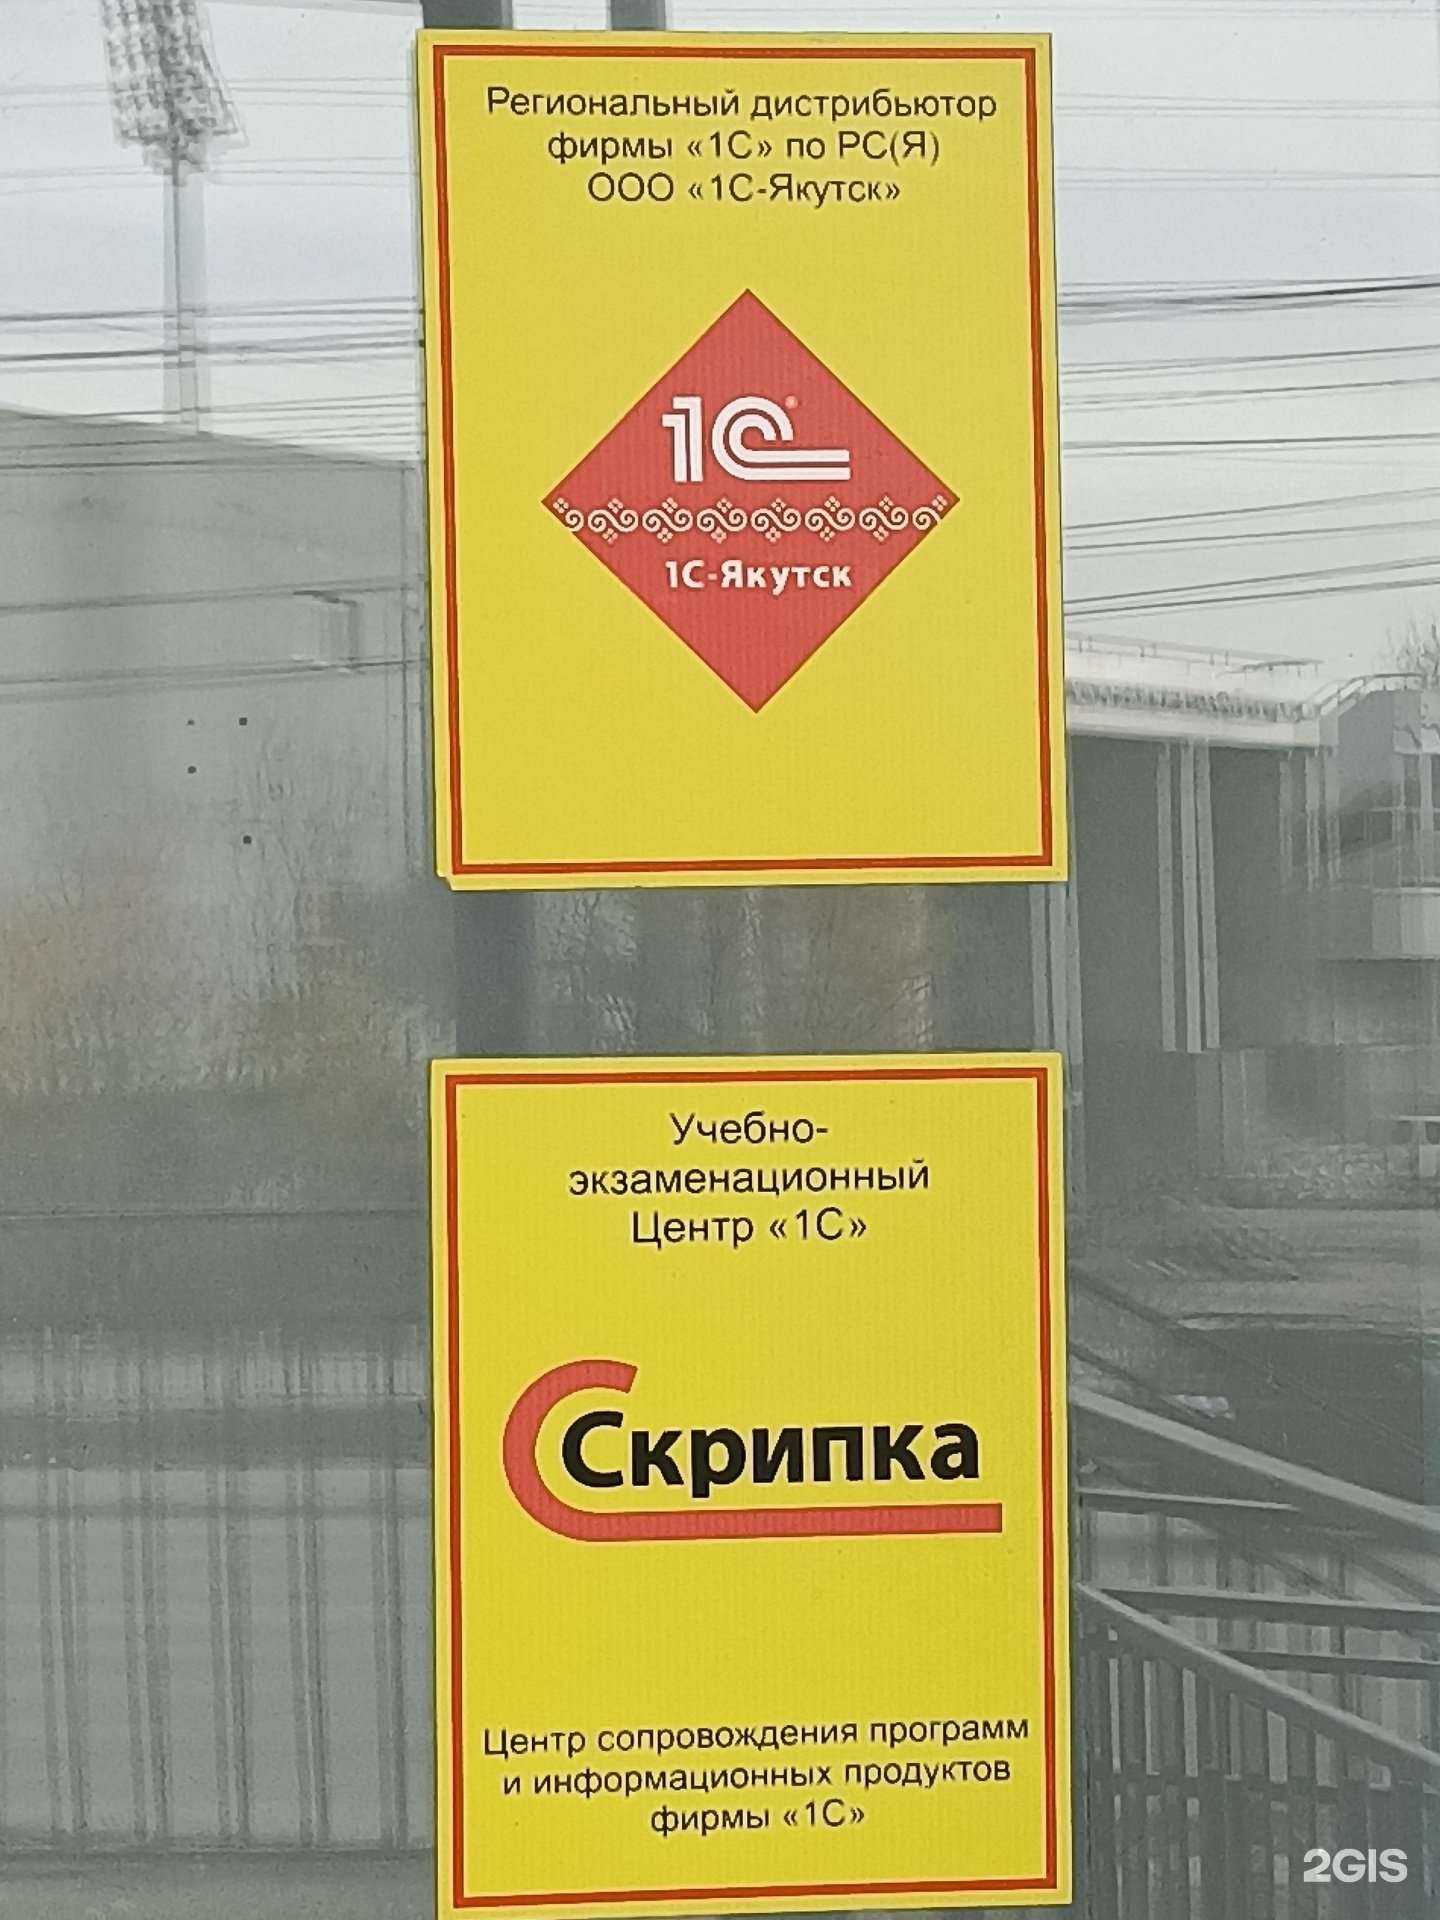 Региональный дистрибьютор
фирмы «1С» по РС(Я)
ООО «1С-Якутск»
1С®
1С-Якутск
Учебно-
экзаменационный
Центр «1С»
Скрипка
Центр сопровождения программ
и информационных продуктов
фирмы «1С»
2GIS